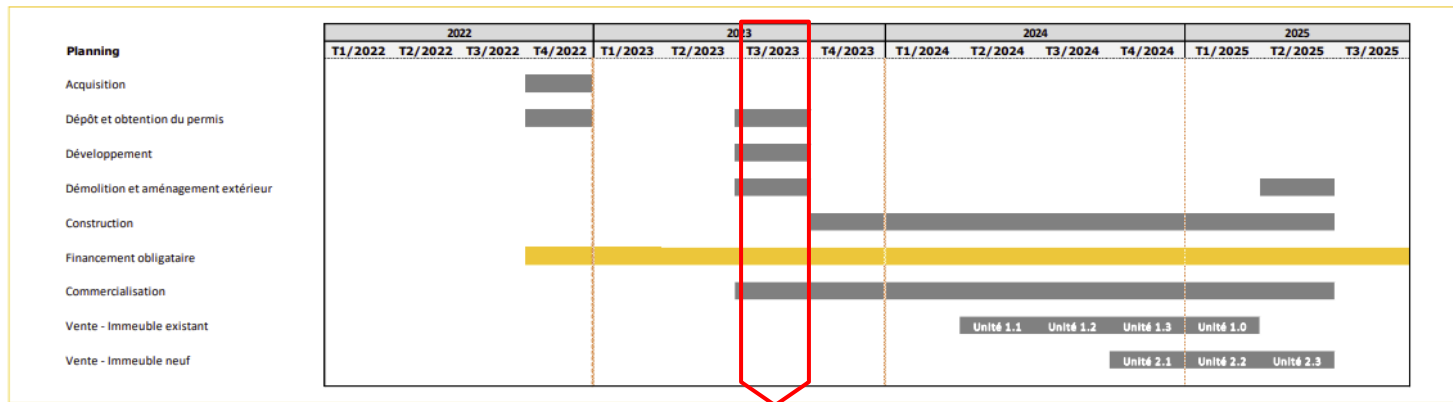 2022 2023 2024 2025
Planning T1/2022 T2/2022 T3/2022 T4/2022 T1/2023 T2/2023 T3/2023 T4/2023 T1/2024 T2/2024 T3/2024 T4/2024 T1/2025 T2/2025 T3/2025
Acquisition
Dépôt et obtention du permis
Développement
Démolition et aménagement extérieur
Construction
Financement obligataire
Commercialisation
Vente - Immeuble existant Unité 1.1 Unité 1.2 Unité 1.3 Unité 1.0
Vente - Immeuble neuf Unité 2.1 Unité 2.2 Unité 2.3